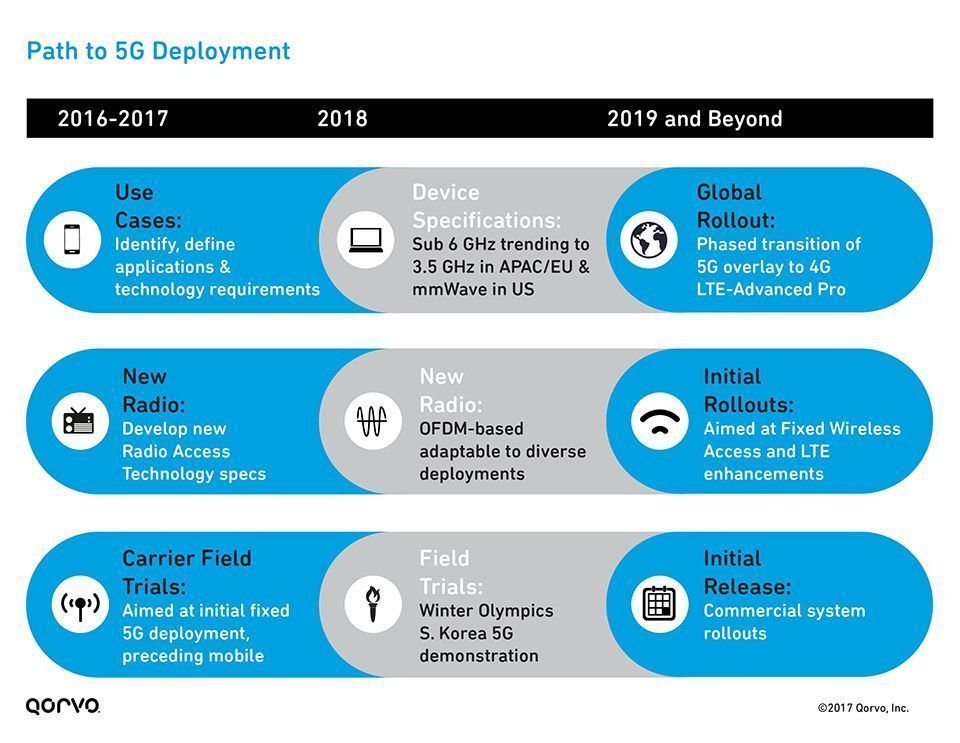 Path to 5G Deployment
2016-2017
2018
2019 and Beyond
Use
Cases:
Identify, define
applications &
technology requirements
Device
Specifications:
Sub 6 GHz trending to
3.5 GHz in APAC/EU &
mmWave in US
Global
Rollout:
Phased transition of
5G overlay to 4G
LTE-Advanced Pro
New
Radio:
Develop new
Radio Access
Technology specs
New
Radio:
OFDM-based
adaptable to diverse
deployments
Initial
Rollouts:
Aimed at Fixed Wireless
Access and LTE
enhancements
Carrier Field
Trials:
Aimed at initial fixed
5G deployment,
preceding mobile
Field
Trials:
Winter Olympics
S. Korea 5G
demonstration
Initial
Release:
Commercial system
rollouts
QORVO
©2017 Qorvo, Inc.